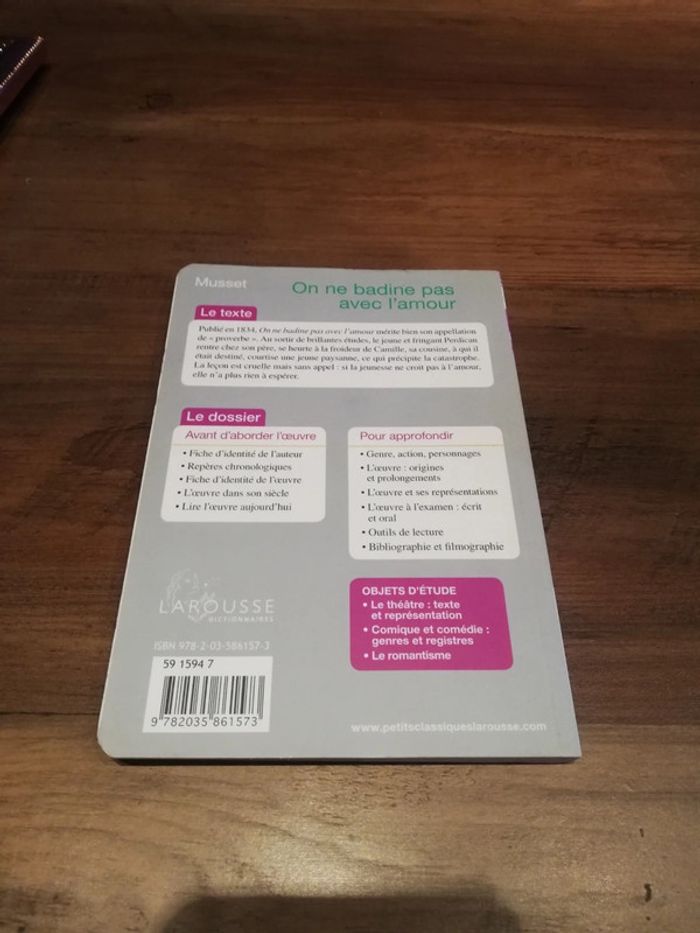 Musset
On ne badine pas
avec l'amour
Le texte
Publié en 1834, On ne badine pas avec l'amour mérite bien son appellation
de « proverbe ». Au sortir de brillantes études, le jeune et fringant Perdican
rentre chez son père, se heurte à la froideur de Camille, sa cousine, à qui il
était destiné, courtise une jeune paysanne, ce qui précipite la catastrophe.
La leçon est cruelle mais sans appel : si la jeunesse ne croit pas à l'amour,
elle n'a plus rien à espérer.
Le dossier
Avant d'aborder l'œuvre
• Fiche d'identité de l'auteur
• Repères chronologiques
• Fiche d'identité de l'œuvre
• L'œuvre dans son siècle
• Lire l'œuvre aujourd'hui
Pour approfondir
• Genre, action, personnages
• L'œuvre : origines
et prolongements
• L'œuvre et ses représentations
• L'œuvre à l'examen : écrit
et oral
• Outils de lecture
• Bibliographie et filmographie
OBJETS D'ÉTUDE
• Le théâtre : texte
et représentation
• Comique et comédie :
genres et registres
• Le romantisme
LAROUSSE
DICTIONNAIRES
ISBN 978-2-03-586157-3
59 1594 7
9 782035 861573
www.petitsclassiqueslarousse.com